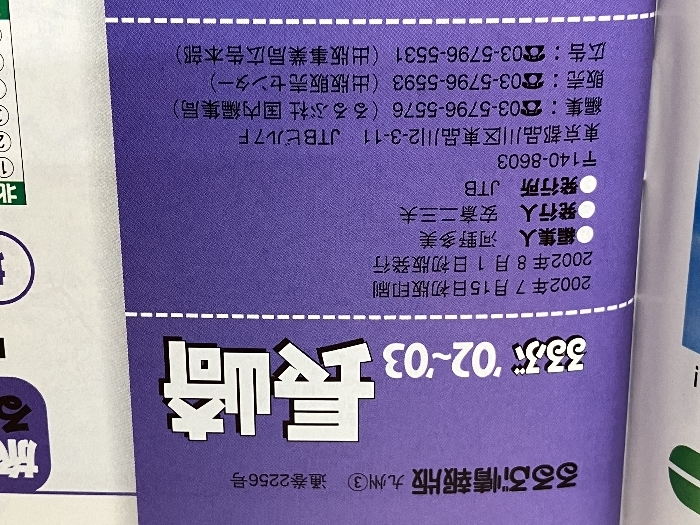 るるぶ情報版 九州③ 通巻2256号
るるぶ '02~'03 長崎
2002年7月15日初版印刷
2002年8月1日初版発行
●編集人 河野多美
●発行人 安斎二三夫
●発行所 JTB
〒140-8603
東京都品川区東品川2-3-11 JTBビル7F
編集：☎03-5796-5576（るるぶ社国内編集局）
販売：☎03-5796-5593（出版販売センター）
広告：☎03-5796-5531（出版事業局広告本部）
旅
る
北
①
2